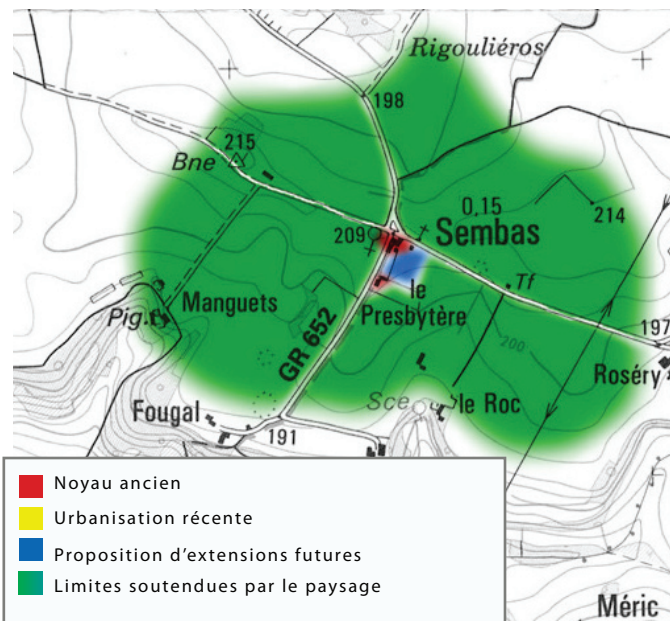 Rigouliéros
198
215
Bne
0.15
214
209
Sembas
Tf
le
Presbytère
Manguets
Pig.
GR 652
197
200
Roséry
Sce
le Roc
Fougal
191
Noyau ancien
Urbanisation récente
Proposition d'extensions futures
Limites soutendues par le paysage
Méric